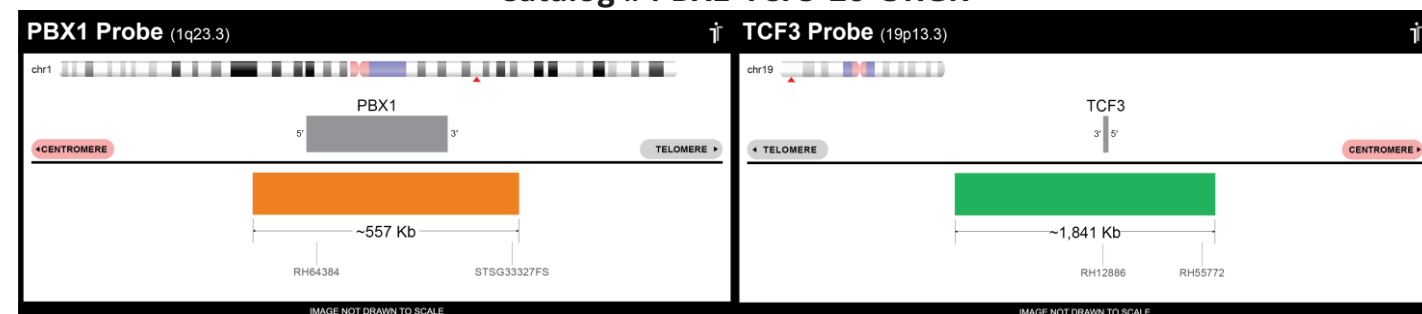 PBX1 Probe (1q23.3)
chr1
PBX1
5' 3'
◂CENTROMERE
TELOMERE ▸
~557 Kb
RH64384
STSG33327FS
IMAGE NOT DRAWN TO SCALE
TCF3 Probe (19p13.3)
chr19
TCF3
3' 5'
◂ TELOMERE
CENTROMERE ▸
~1,841 Kb
RH12886
RH55772
IMAGE NOT DRAWN TO SCALE